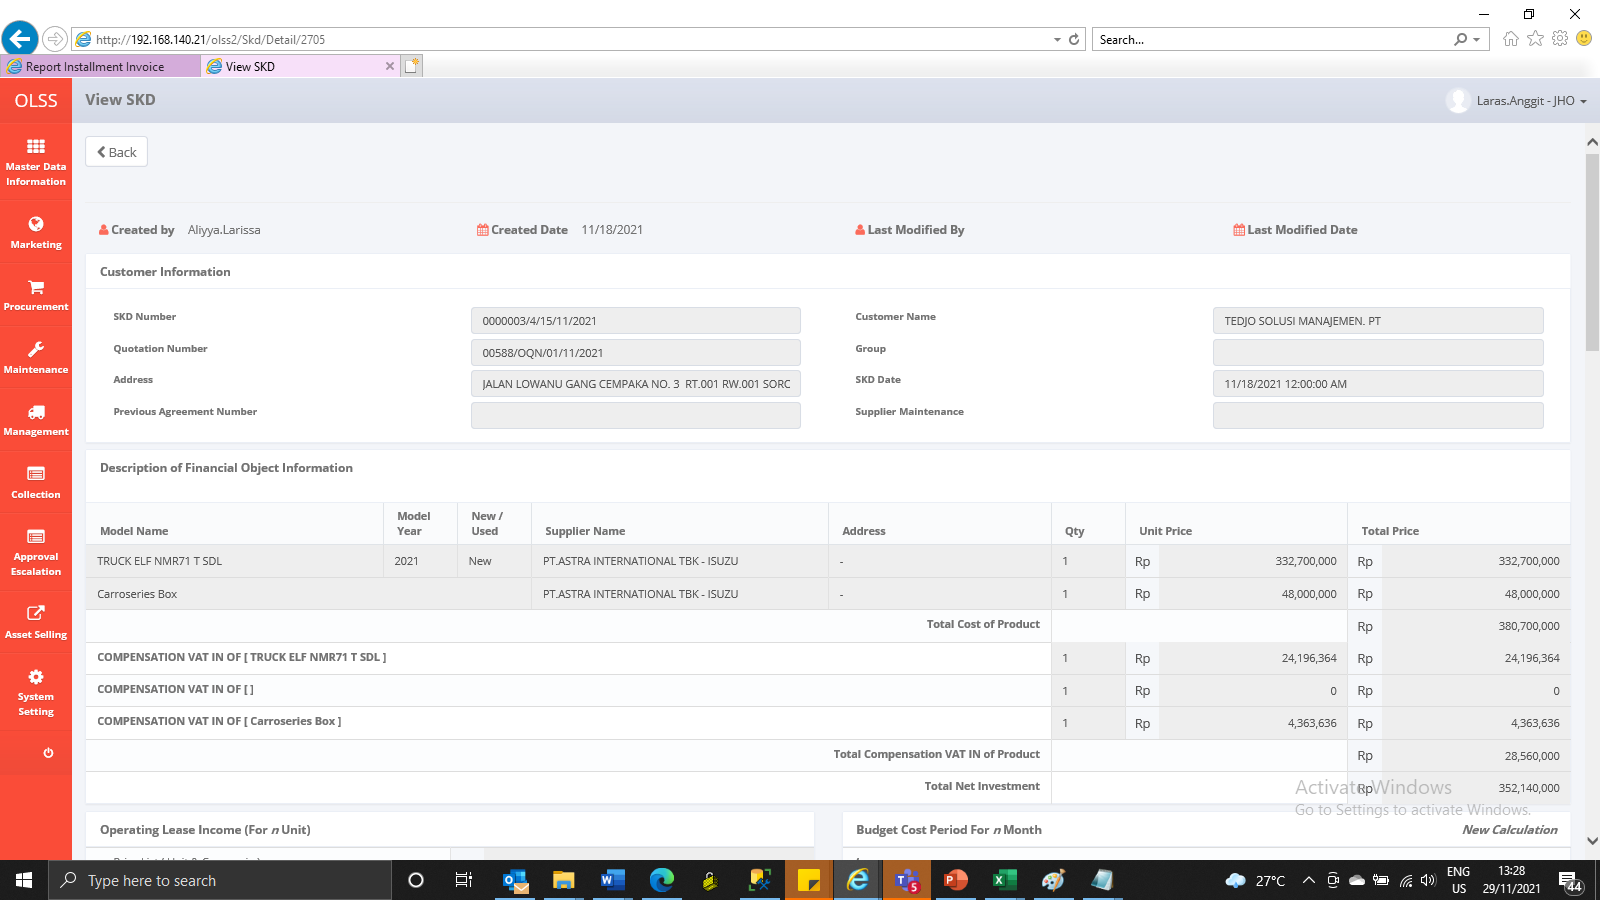 http://192.168.140.21/olss2/Skd/Detail/2705
Search...
Report Installment Invoice
View SKD
OLSS
View SKD
Laras.Anggit - JHO
Back
Master Data
Information
Marketing
Procurement
Maintenance
Management
Collection
Approval
Escalation
Asset Selling
System
Setting
Created by Aliyya.Larissa
Created Date 11/18/2021
Last Modified By
Last Modified Date
Customer Information
SKD Number 0000003/4/15/11/2021
Customer Name TEDJO SOLUSI MANAJEMEN. PT
Quotation Number 00588/OQN/01/11/2021
Group
Address JALAN LOWANU GANG CEMPAKA NO. 3 RT.001 RW.001 SORC
SKD Date 11/18/2021 12:00:00 AM
Previous Agreement Number
Supplier Maintenance
Description of Financial Object Information
Model Name Model Year New / Used Supplier Name Address Qty Unit Price Total Price
TRUCK ELF NMR71 T SDL 2021 New PT.ASTRA INTERNATIONAL TBK - ISUZU - 1 Rp 332,700,000 Rp 332,700,000
Carroseries Box PT.ASTRA INTERNATIONAL TBK - ISUZU - 1 Rp 48,000,000 Rp 48,000,000
Total Cost of Product Rp 380,700,000
COMPENSATION VAT IN OF [ TRUCK ELF NMR71 T SDL ] 1 Rp 24,196,364 Rp 24,196,364
COMPENSATION VAT IN OF [ ] 1 Rp 0 Rp 0
COMPENSATION VAT IN OF [ Carroseries Box ] 1 Rp 4,363,636 Rp 4,363,636
Total Compensation VAT IN of Product Rp 28,560,000
Total Net Investment Rp 352,140,000
Activate Windows
Go to Settings to activate Windows.
Operating Lease Income (For n Unit)
Budget Cost Period For n Month
New Calculation
Type here to search
5
27°C
ENG
US
13:28
29/11/2021
44